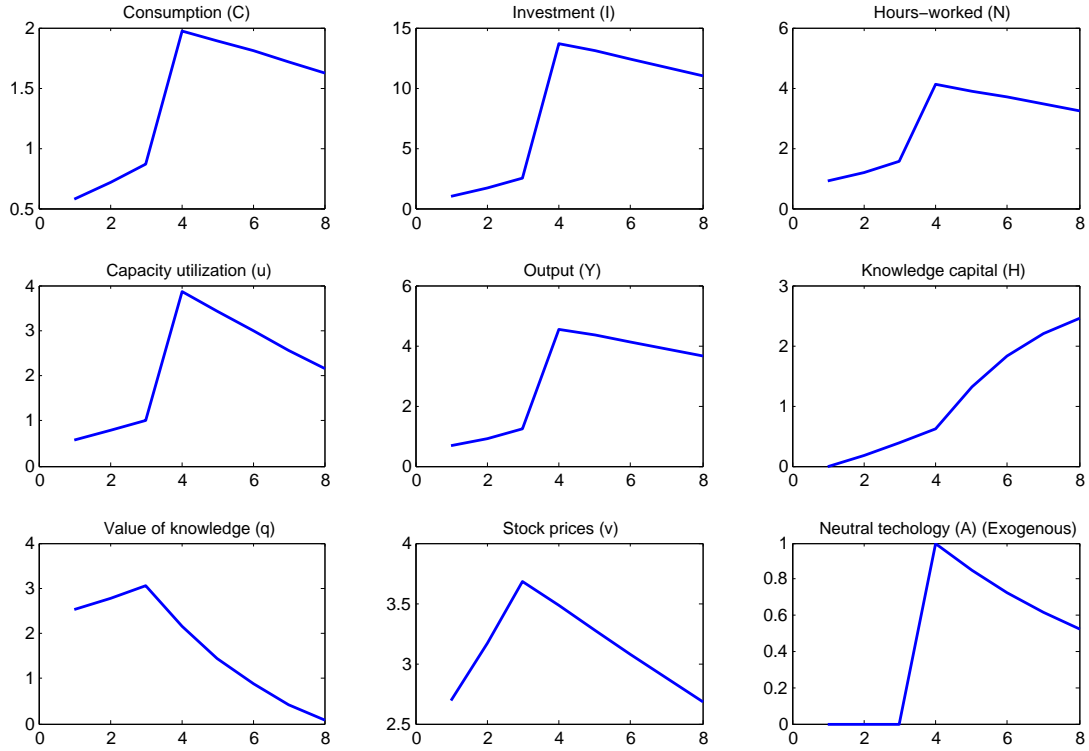 Consumption (C)
2
1.5
1
0.5
0 2 4 6 8
Investment (I)
15
10
5
0
0 2 4 6 8
Hours−worked (N)
6
4
2
0
0 2 4 6 8
Capacity utilization (u)
4
3
2
1
0
0 2 4 6 8
Output (Y)
6
4
2
0
0 2 4 6 8
Knowledge capital (H)
3
2
1
0
0 2 4 6 8
Value of knowledge (q)
4
3
2
1
0
0 2 4 6 8
Stock prices (v)
4
3.5
3
2.5
0 2 4 6 8
Neutral techology (A) (Exogenous)
1
0.8
0.6
0.4
0.2
0
0 2 4 6 8